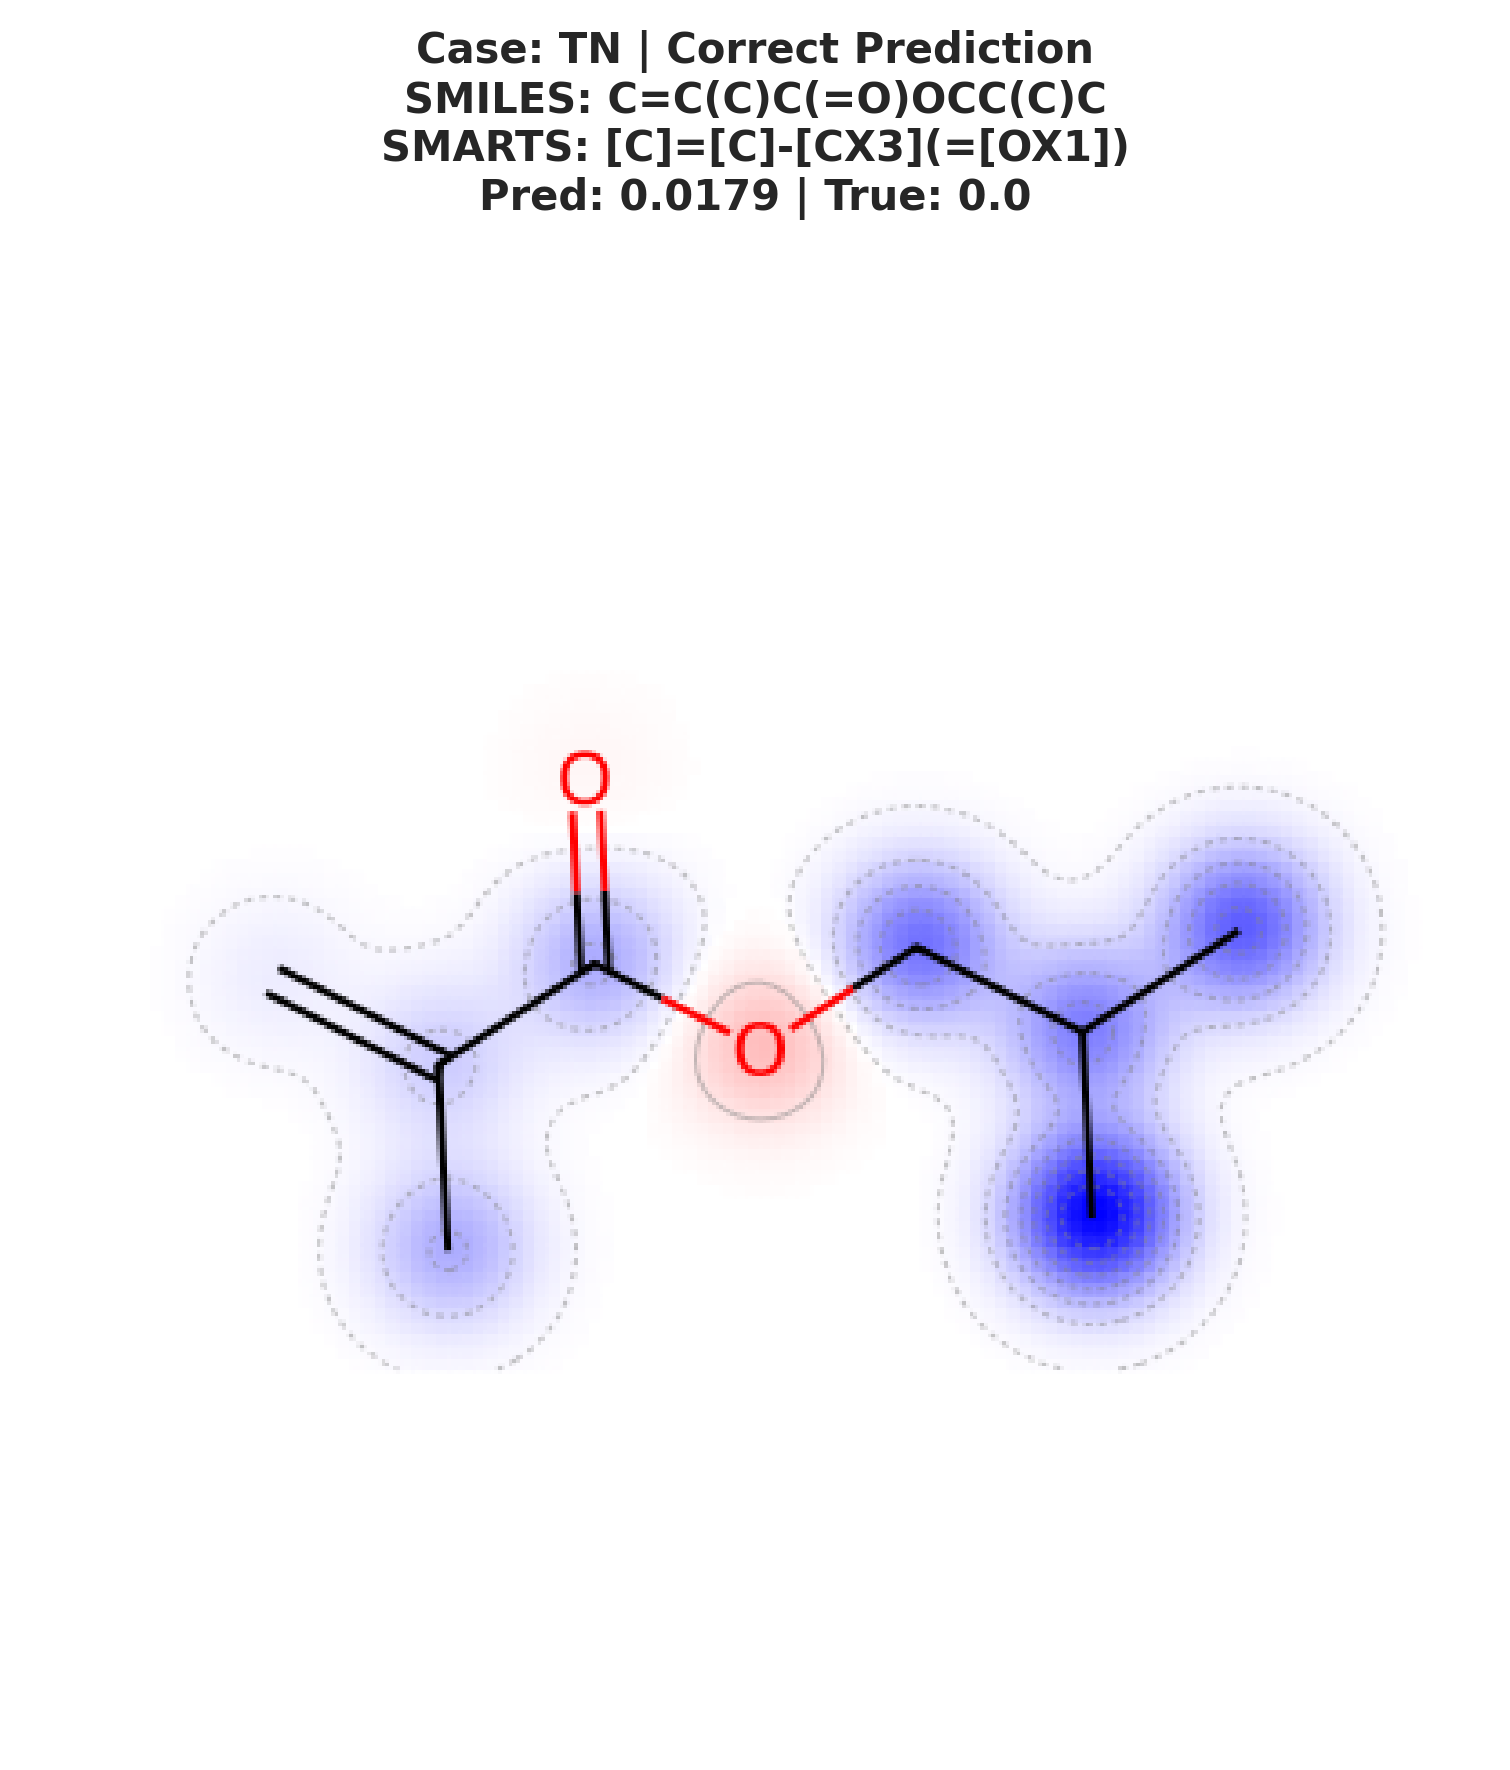 Case: TN | Correct Prediction
SMILES: C=C(C)C(=O)OCC(C)C
SMARTS: [C]=[C]-[CX3](=[OX1])
Pred: 0.0179 | True: 0.0
O
O